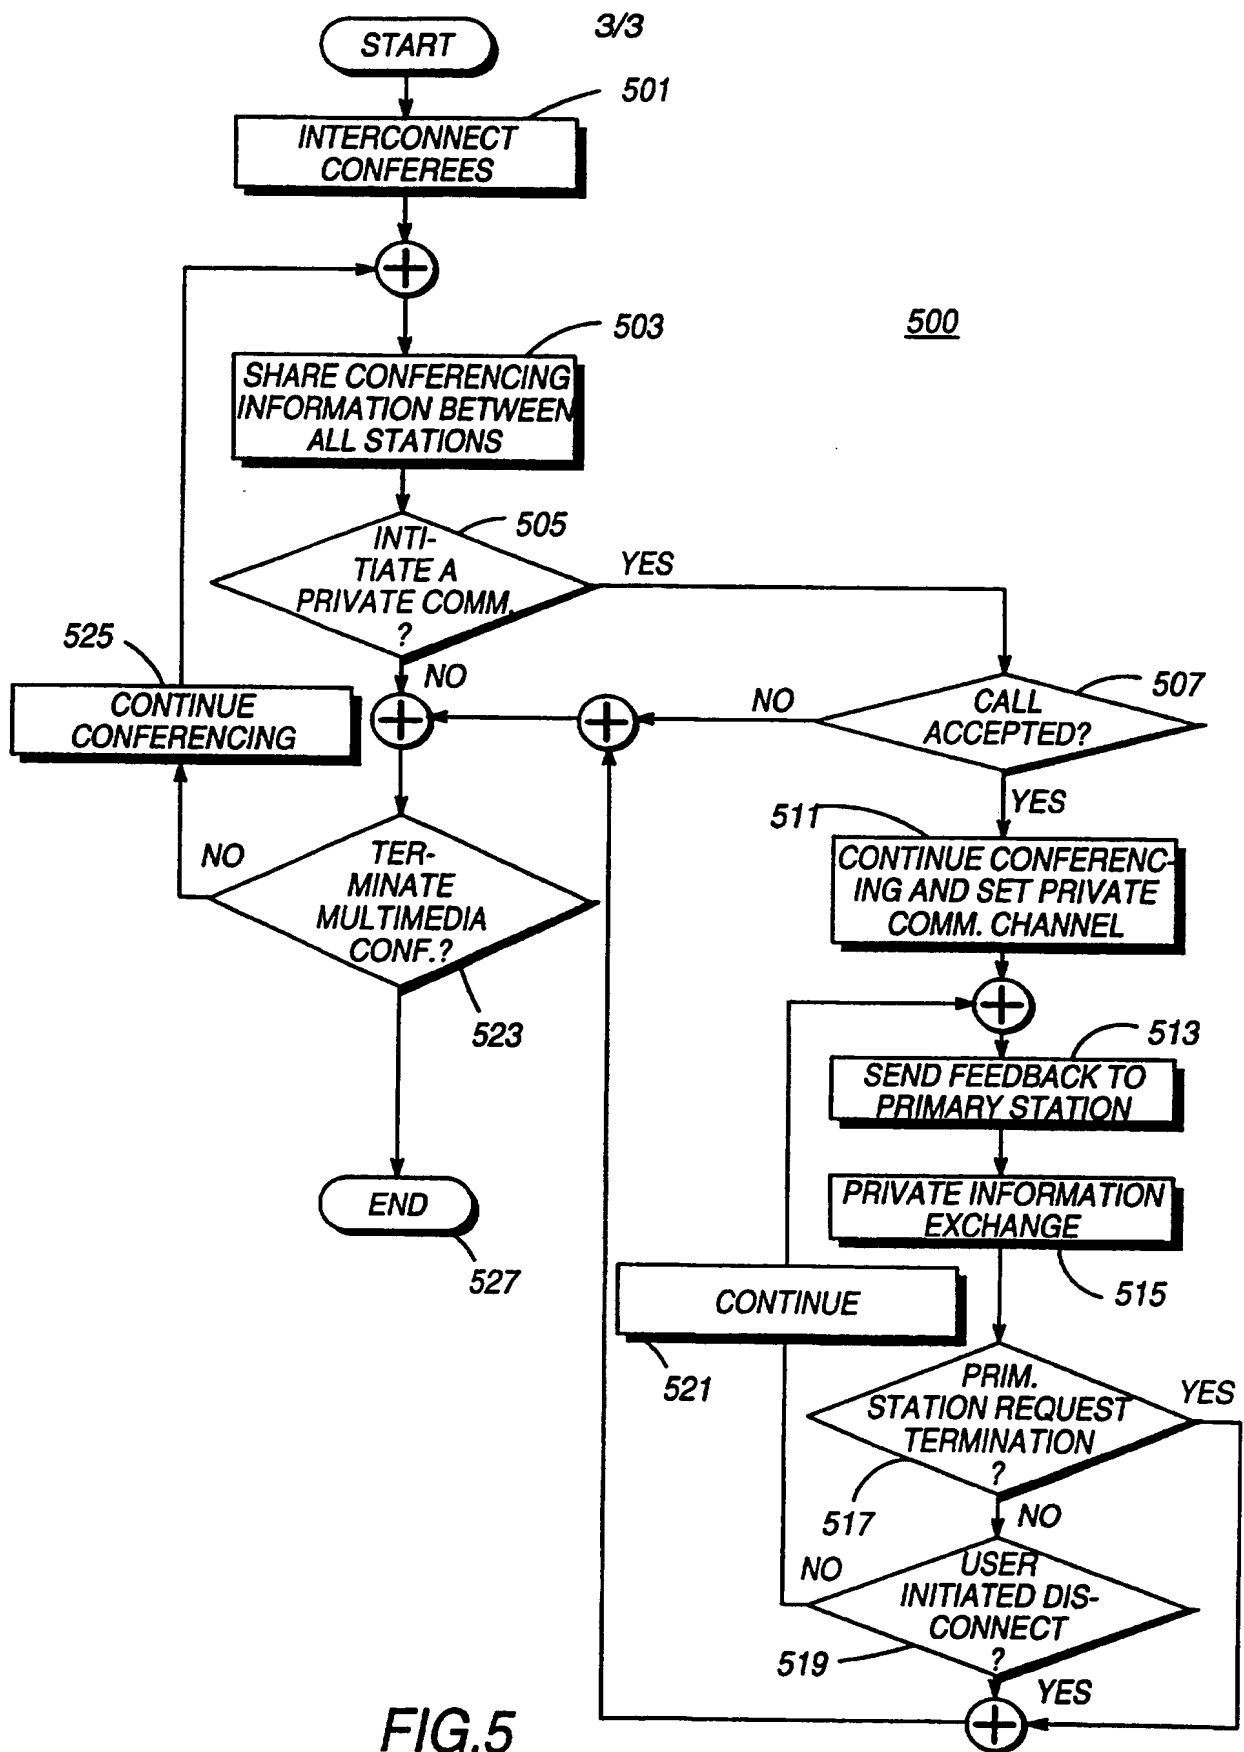 3/3
START
501
INTERCONNECT
CONFEREES
503
500
SHARE CONFERENCING
INFORMATION BETWEEN
ALL STATIONS
505
INTI-
TIATE A
PRIVATE COMM.
?
YES
NO
525
CONTINUE
CONFERENCING
NO
507
CALL
ACCEPTED?
YES
511
CONTINUE CONFERENC-
ING AND SET PRIVATE
COMM. CHANNEL
NO
TER-
MINATE
MULTIMEDIA
CONF.?
523
513
SEND FEEDBACK TO
PRIMARY STATION
END
527
PRIVATE INFORMATION
EXCHANGE
515
CONTINUE
521
PRIM.
STATION REQUEST
TERMINATION
?
YES
517
NO
NO
USER
INITIATED DIS-
CONNECT
?
519
YES
FIG.5